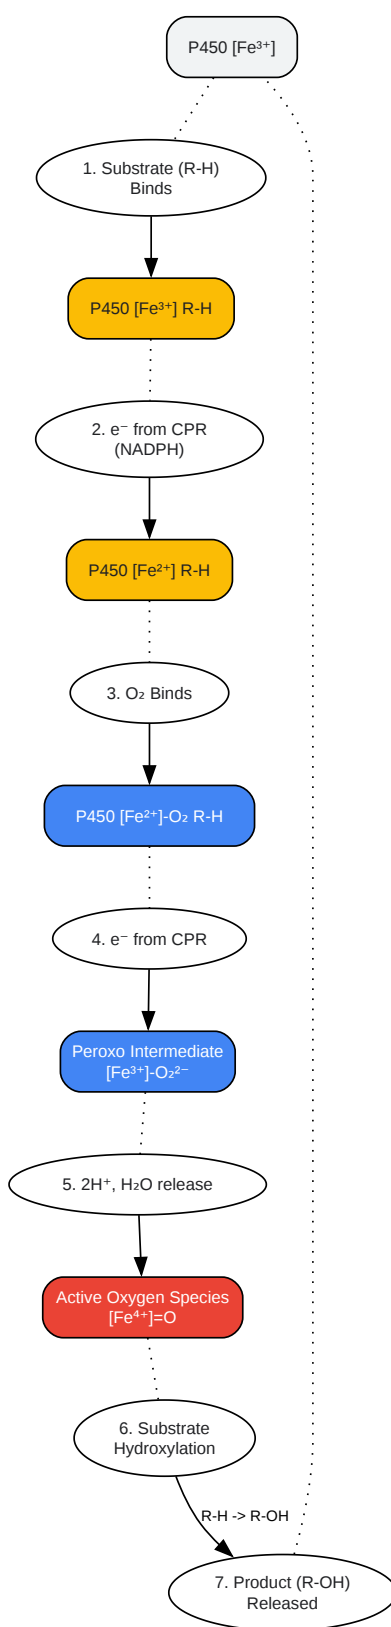 P450 [Fe³⁺]
1. Substrate (R-H)
Binds
P450 [Fe³⁺] R-H
2. e⁻ from CPR
(NADPH)
P450 [Fe²⁺] R-H
3. O₂ Binds
P450 [Fe²⁺]-O₂ R-H
4. e⁻ from CPR
Peroxo Intermediate
[Fe³⁺]-O₂²⁻
5. 2H⁺, H₂O release
Active Oxygen Species
[Fe⁴⁺]=O
6. Substrate
Hydroxylation
R-H -> R-OH
7. Product (R-OH)
Released